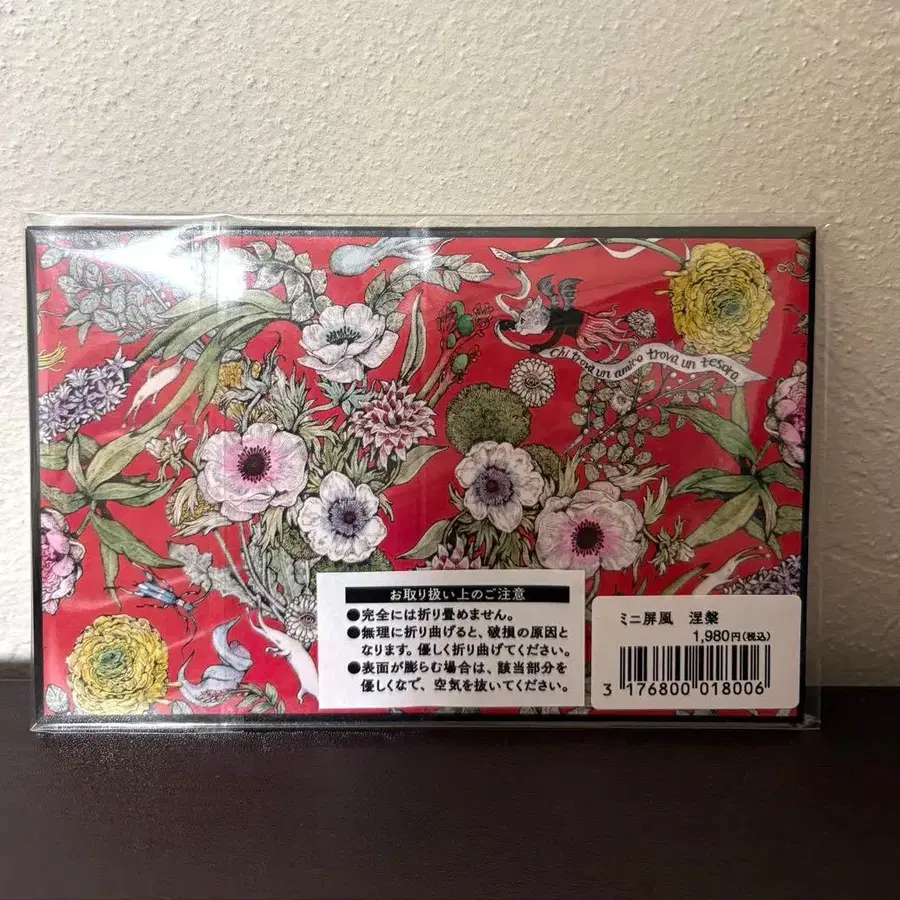 Chi trova un amico trova un tesoro
お取り扱い上のご注意
●完全には折り畳めません。
●無理に折り曲げると、破損の原因と
なります。優しく折り曲げてください。
●表面が膨らむ場合は、該当部分を
優しくなで、空気を抜いてください。
ミニ屏風 涅槃
1,980円(税込)
3 176800 018006